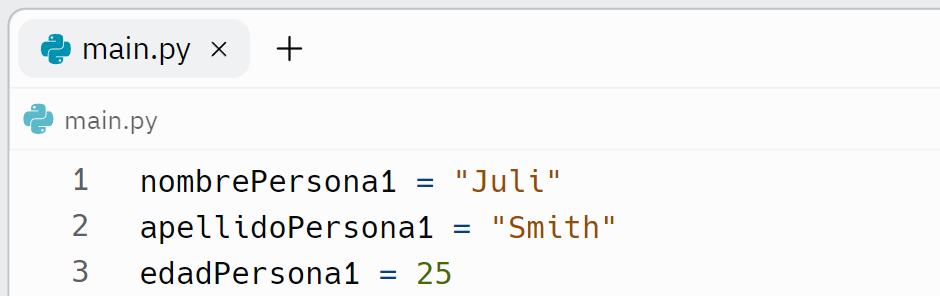 main.py × +
main.py
1 nombrePersona1 = "Juli"
2 apellidoPersona1 = "Smith"
3 edadPersona1 = 25